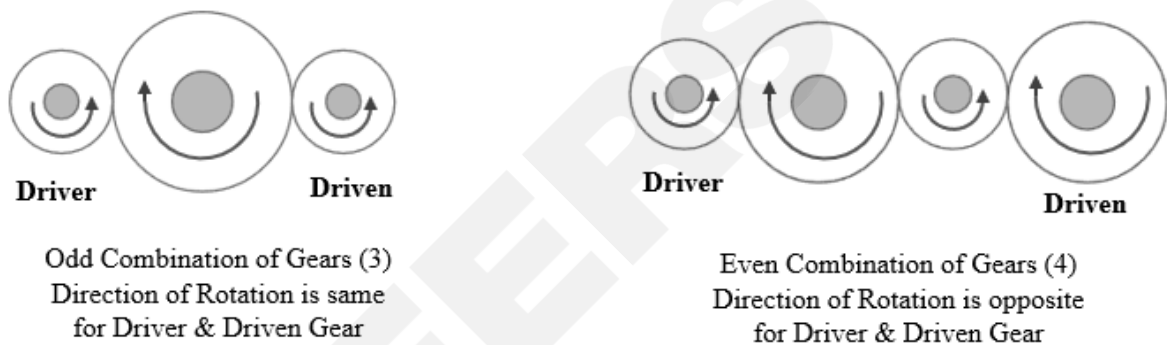 Driver
Driven
Odd Combination of Gears (3)
Direction of Rotation is same
for Driver & Driven Gear
Driver
Driven
Even Combination of Gears (4)
Direction of Rotation is opposite
for Driver & Driven Gear
ERS